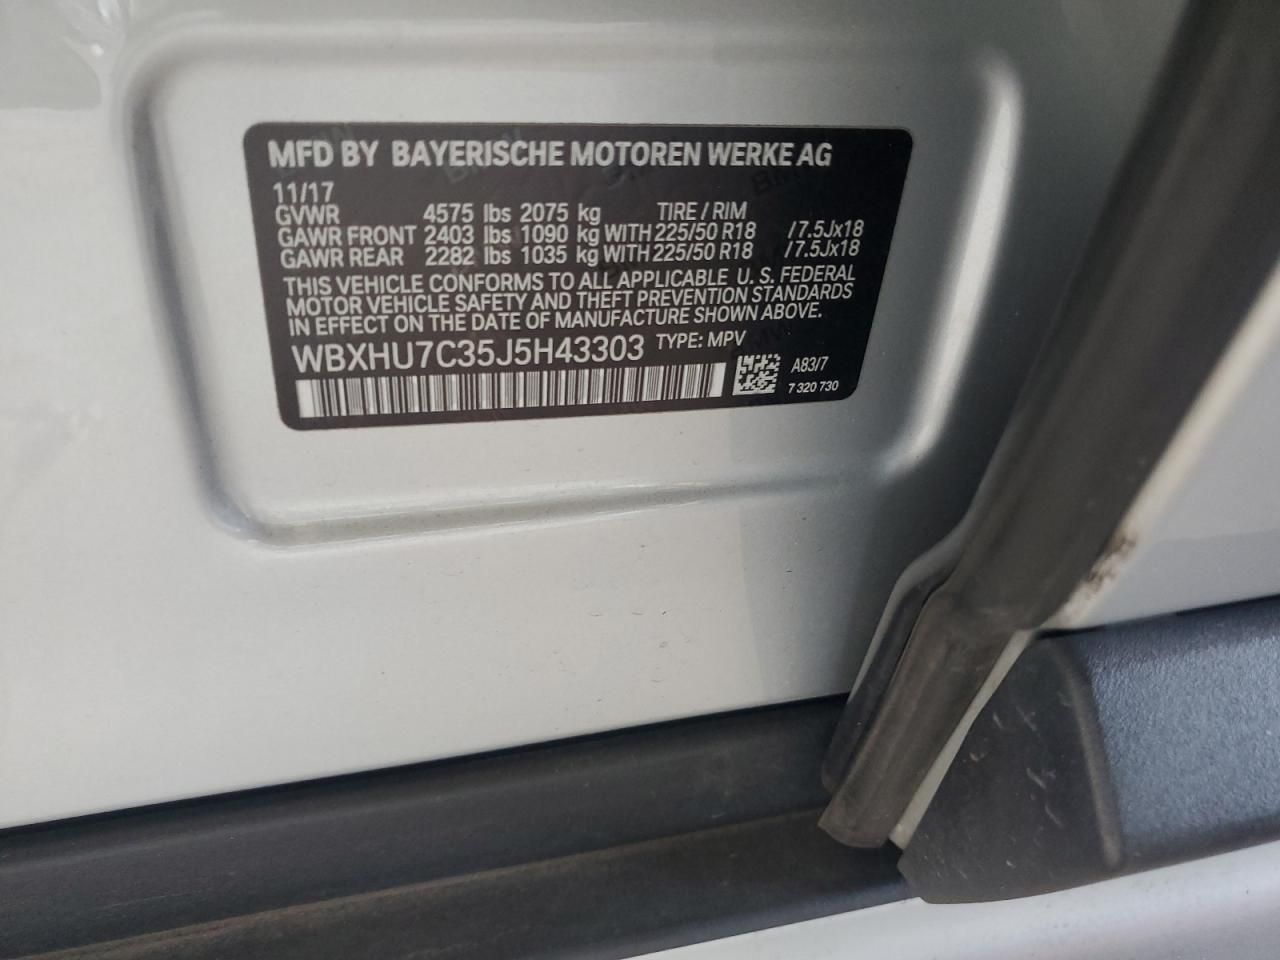 MFD BY BAYERISCHE MOTOREN WERKE AG
11/17
GVWR 4575 lbs 2075 kg TIRE / RIM
GAWR FRONT 2403 lbs 1090 kg WITH 225/50 R18 /7.5Jx18
GAWR REAR 2282 lbs 1035 kg WITH 225/50 R18 /7.5Jx18
THIS VEHICLE CONFORMS TO ALL APPLICABLE U. S. FEDERAL
MOTOR VEHICLE SAFETY AND THEFT PREVENTION STANDARDS
IN EFFECT ON THE DATE OF MANUFACTURE SHOWN ABOVE.
WBXHU7C35J5H43303 TYPE: MPV
A83/7
7 320 730